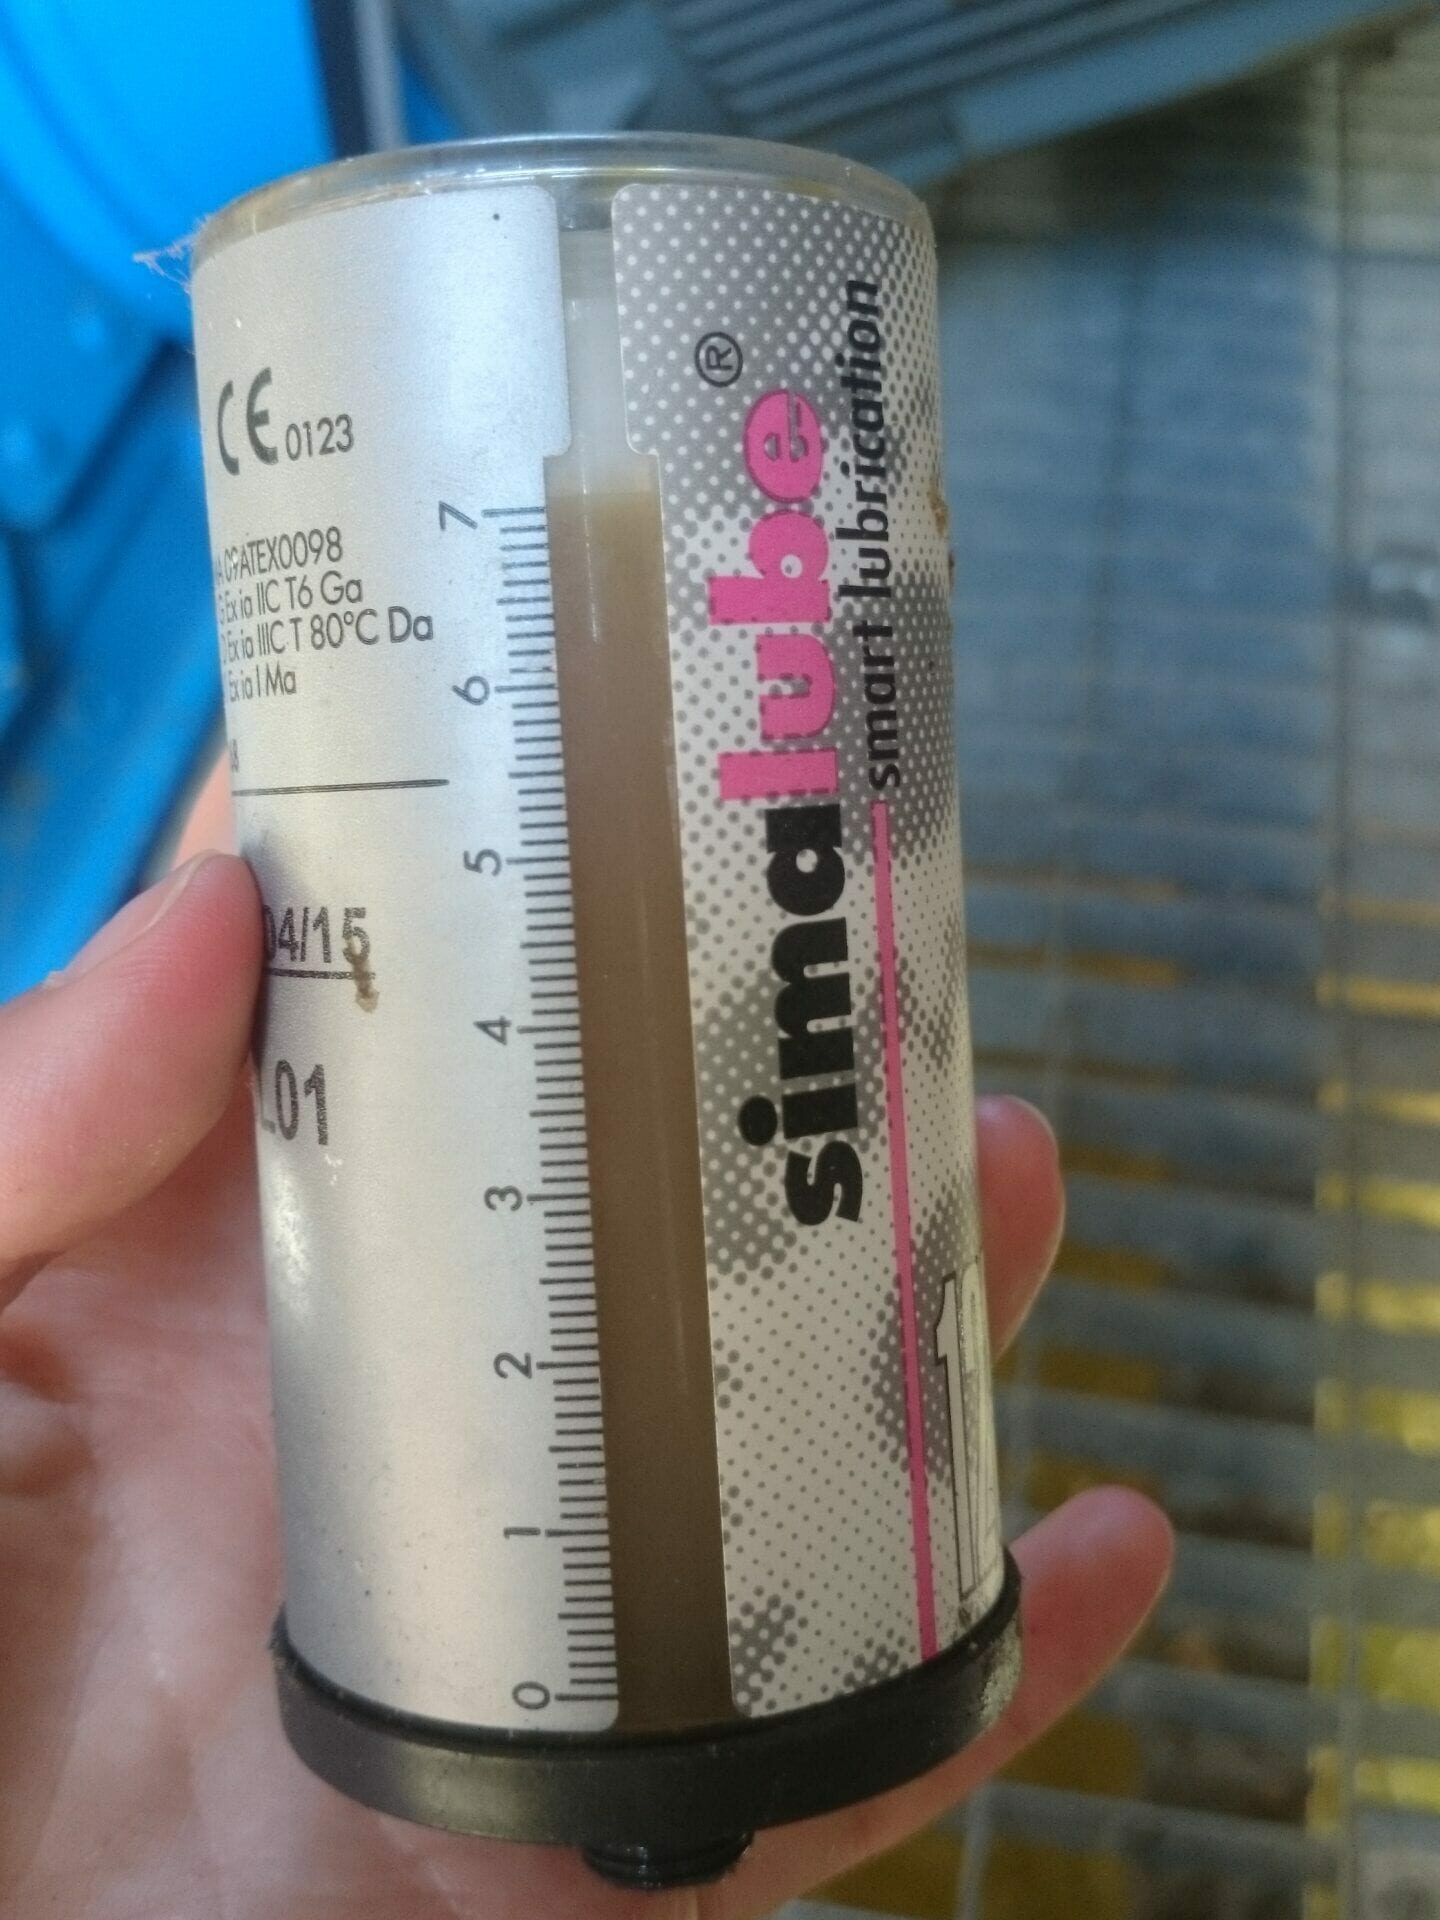 CE 0123
09ATEX0098
Ex ia IIC T6 Ga
Ex ia IIIC T 80°C Da
Ex ia I Ma
04/15
L01
7
6
5
4
3
2
1
0
simalube®
smart lubrication